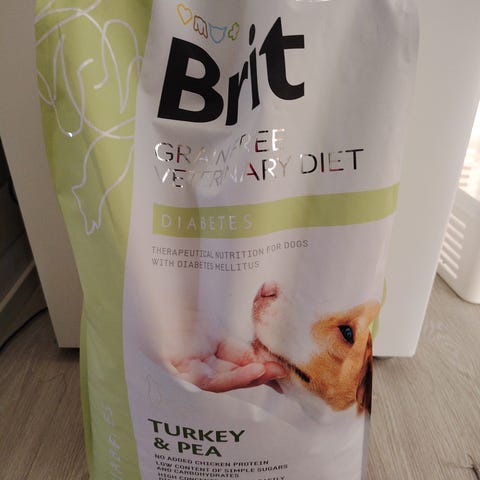 Brit
GRAIN FREE
VETERINARY DIET
DIABETES
THERAPEUTICAL NUTRITION FOR DOGS
WITH DIABETES MELLITUS
TURKEY
& PEA
NO ADDED CHICKEN PROTEIN
LOW CONTENT OF SIMPLE SUGARS
AND CARBOHYDRATES